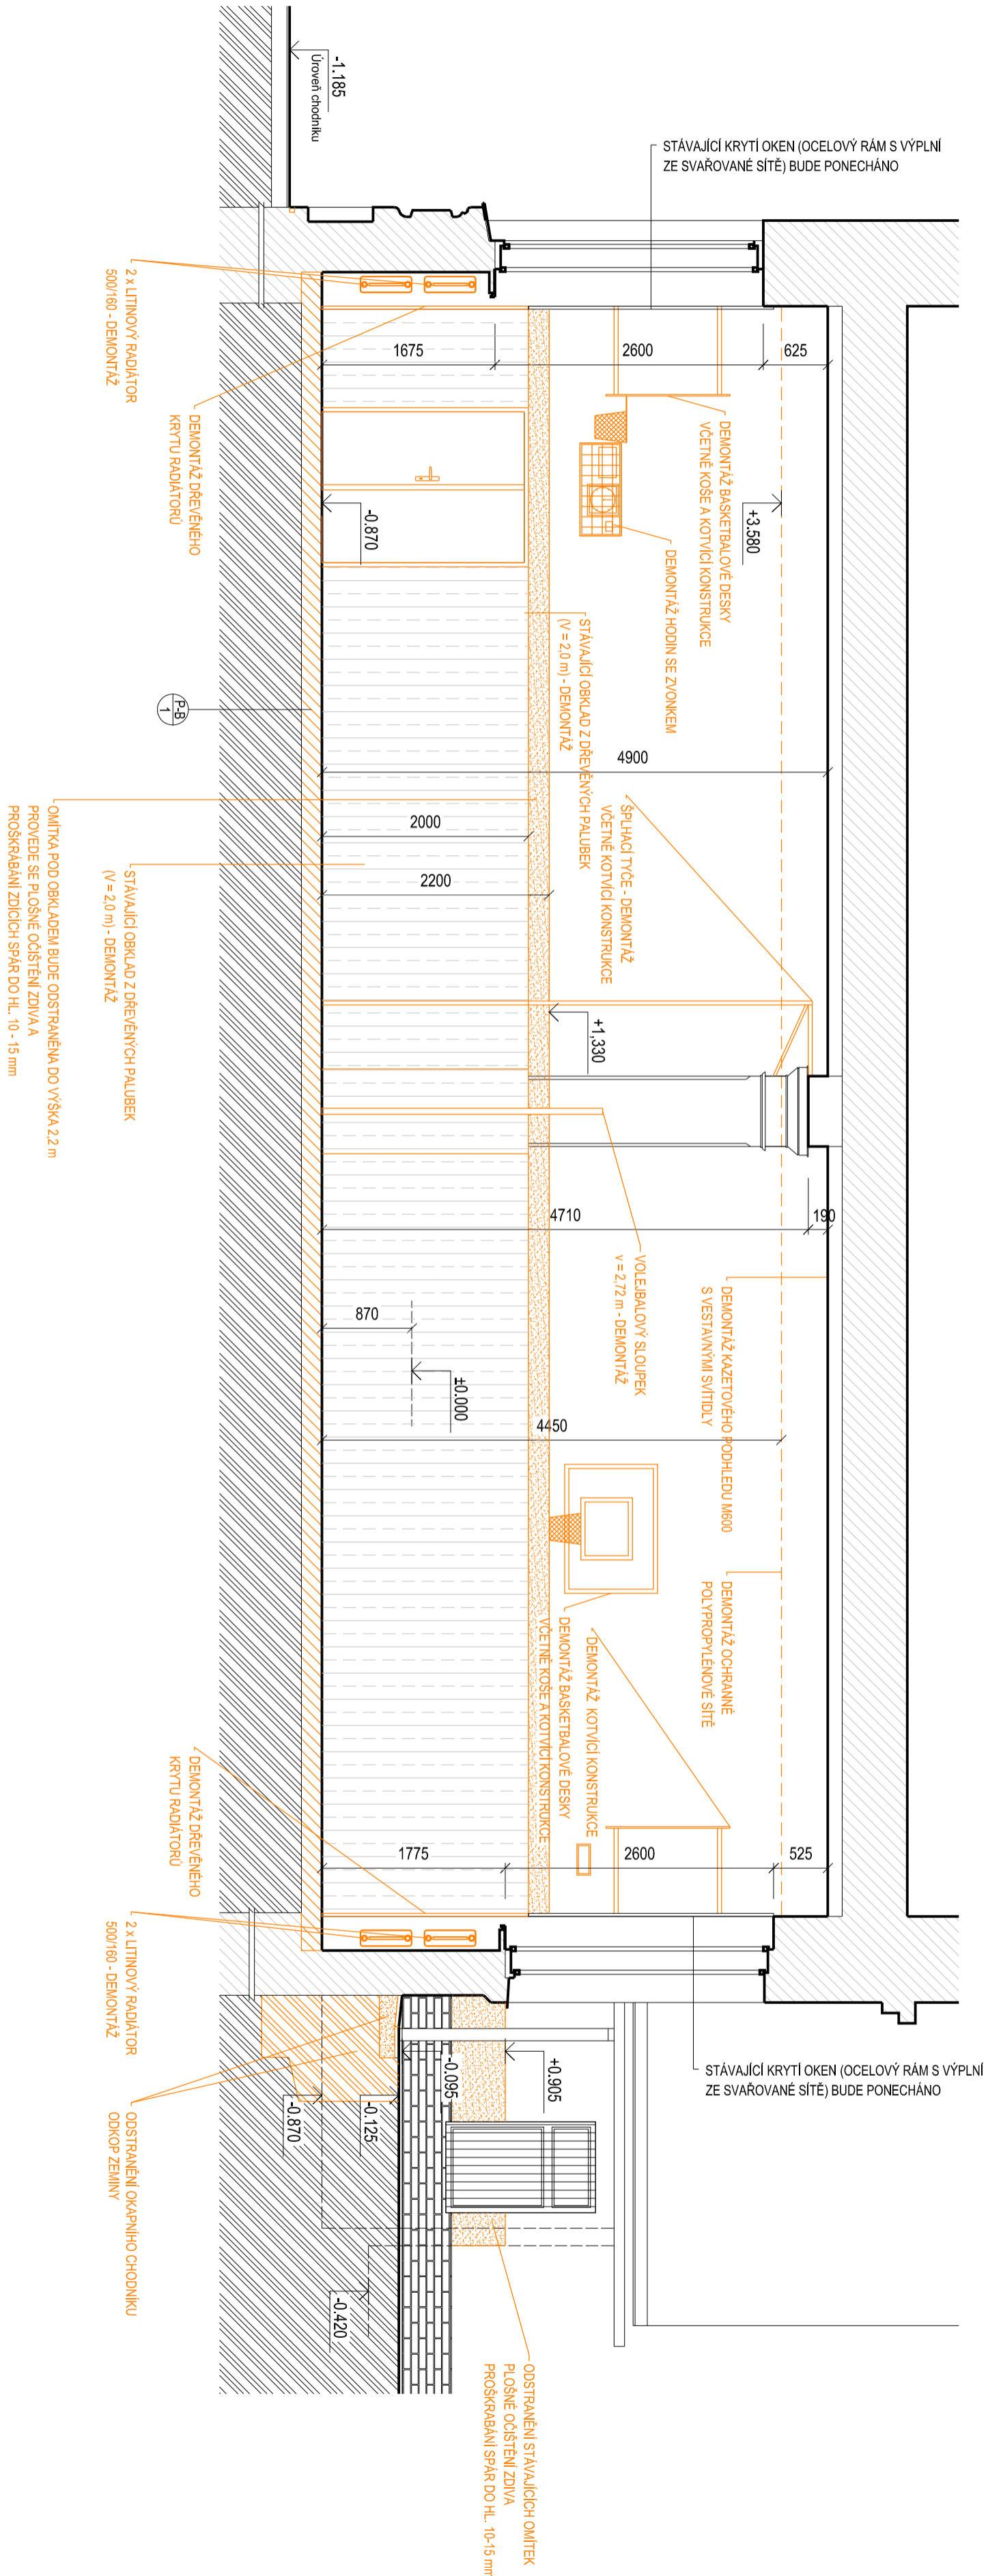 -1.185
Úroveň chodníku
STÁVAJÍCÍ KRYTÍ OKEN (OCELOVÝ RÁM S VÝPLNÍ
ZE SVAŘOVANÉ SÍTĚ) BUDE PONECHÁNO
2 x LITINOVÝ RADIÁTOR
500/160 - DEMONTÁŽ
DEMONTÁŽ DŘEVĚNÉHO
KRYTU RADIÁTORŮ
1675
2600
625
DEMONTÁŽ BASKETBALOVÉ DESKY
VČETNĚ KOŠE A KOTVÍCÍ KONSTRUKCE
+3.580
-0.870
DEMONTÁŽ HODIN SE ZVONKEM
STÁVAJÍCÍ OBKLAD Z DŘEVĚNÝCH PALUBEK
(V = 2,0 m) - DEMONTÁŽ
P-B
1
4900
2000
2200
ŠPLHACÍ TYČE - DEMONTÁŽ
VČETNĚ KOTVÍCÍ KONSTRUKCE
OMÍTKA POD OBKLADEM BUDE ODSTRANĚNA DO VÝŠKA 2,2 m
PROVEDE SE PLOŠNÉ OČIŠTĚNÍ ZDIVA A
PROŠKRÁBÁNÍ ZDÍCÍCH SPÁR DO HL. 10 - 15 mm
STÁVAJÍCÍ OBKLAD Z DŘEVĚNÝCH PALUBEK
(V = 2,0 m) - DEMONTÁŽ
+1,330
4710
190
VOLEJBALOVÝ SLOUPEK
v = 2,72 m - DEMONTÁŽ
DEMONTÁŽ KAZETOVÉHO PODHLEDU M600
S VESTAVNÝMI SVÍTIDLY
870
±0.000
4450
DEMONTÁŽ OCHRANNÉ
POLYPROPYLÉNOVÉ SÍTĚ
DEMONTÁŽ KOTVÍCÍ KONSTRUKCE
DEMONTÁŽ BASKETBALOVÉ DESKY
VČETNĚ KOŠE A KOTVÍCÍ KONSTRUKCE
DEMONTÁŽ DŘEVĚNÉHO
KRYTU RADIÁTORŮ
1775
2600
525
2 x LITINOVÝ RADIÁTOR
500/160 - DEMONTÁŽ
STÁVAJÍCÍ KRYTÍ OKEN (OCELOVÝ RÁM S VÝPLNÍ
ZE SVAŘOVANÉ SÍTĚ) BUDE PONECHÁNO
+0.905
-0.095
-0.125
-0.870
ODSTRANĚNÍ OKAPNÍHO CHODNÍKU
ODKOP ZEMINY
-0.420
ODSTRANĚNÍ STÁVAJÍCÍCH OMÍTEK
PLOŠNÉ OČIŠTĚNÍ ZDIVA
PROŠKRABÁNÍ SPÁR DO HL. 10-15 mm